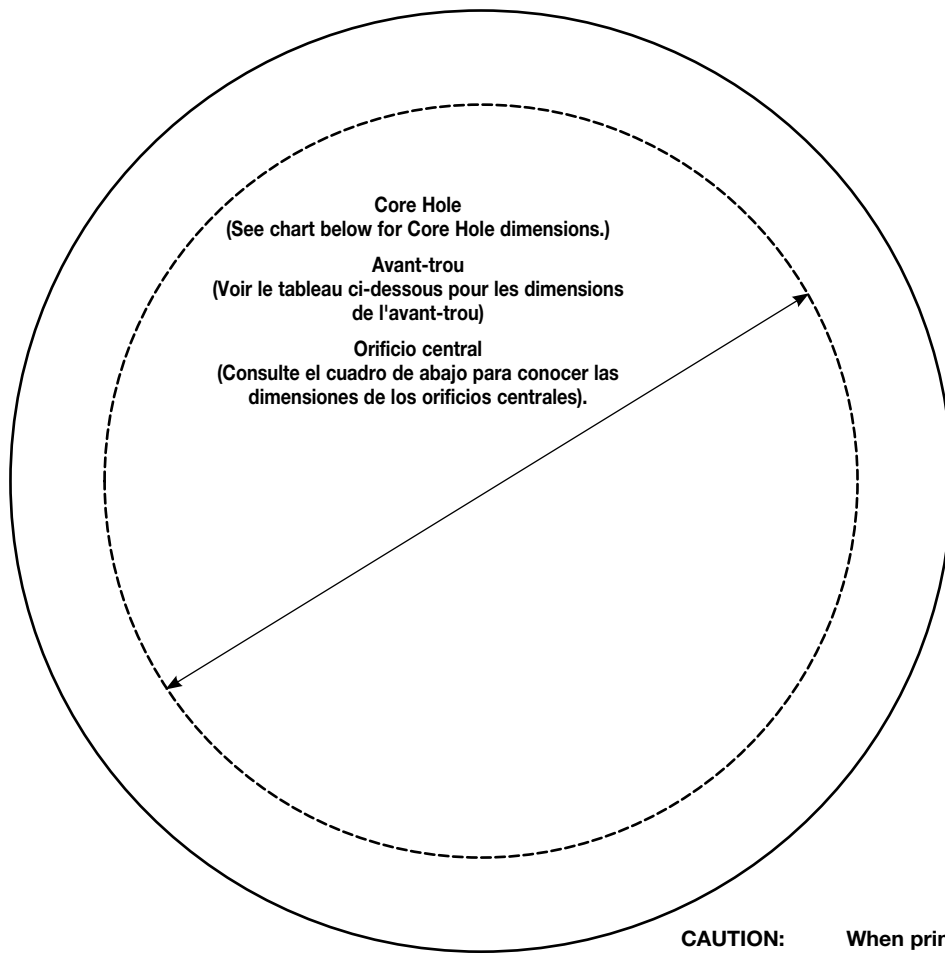 Core Hole
(See chart below for Core Hole dimensions.)
Avant-trou
(Voir le tableau ci-dessous pour les dimensions
de l'avant-trou)
Orificio central
(Consulte el cuadro de abajo para conocer las
dimensiones de los orificios centrales).
CAUTION: When prin